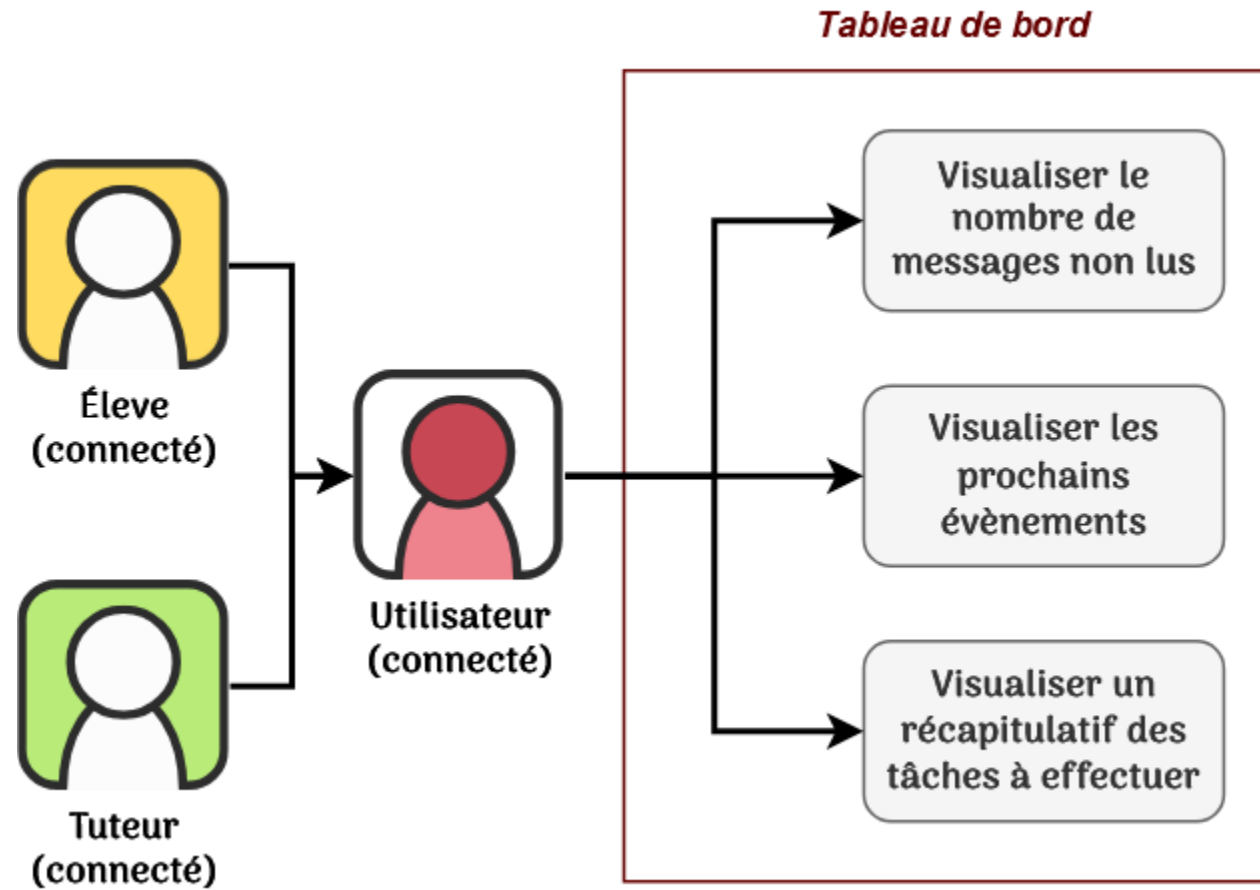 Tableau de bord
Visualiser le
nombre de
messages non lus
Éleve
(connecté)
Visualiser les
prochains
évènements
Utilisateur
(connecté)
Visualiser un
récapitulatif des
tâches à effectuer
Tuteur
(connecté)